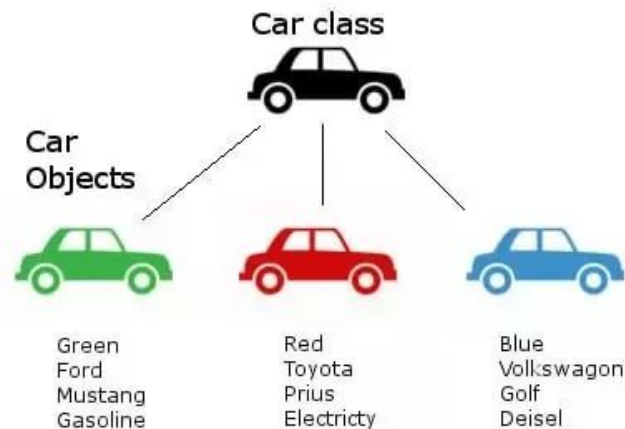 Car class
Car
Objects
Green
Ford
Mustang
Gasoline
Red
Toyota
Prius
Electricty
Blue
Volkswagon
Golf
Deisel